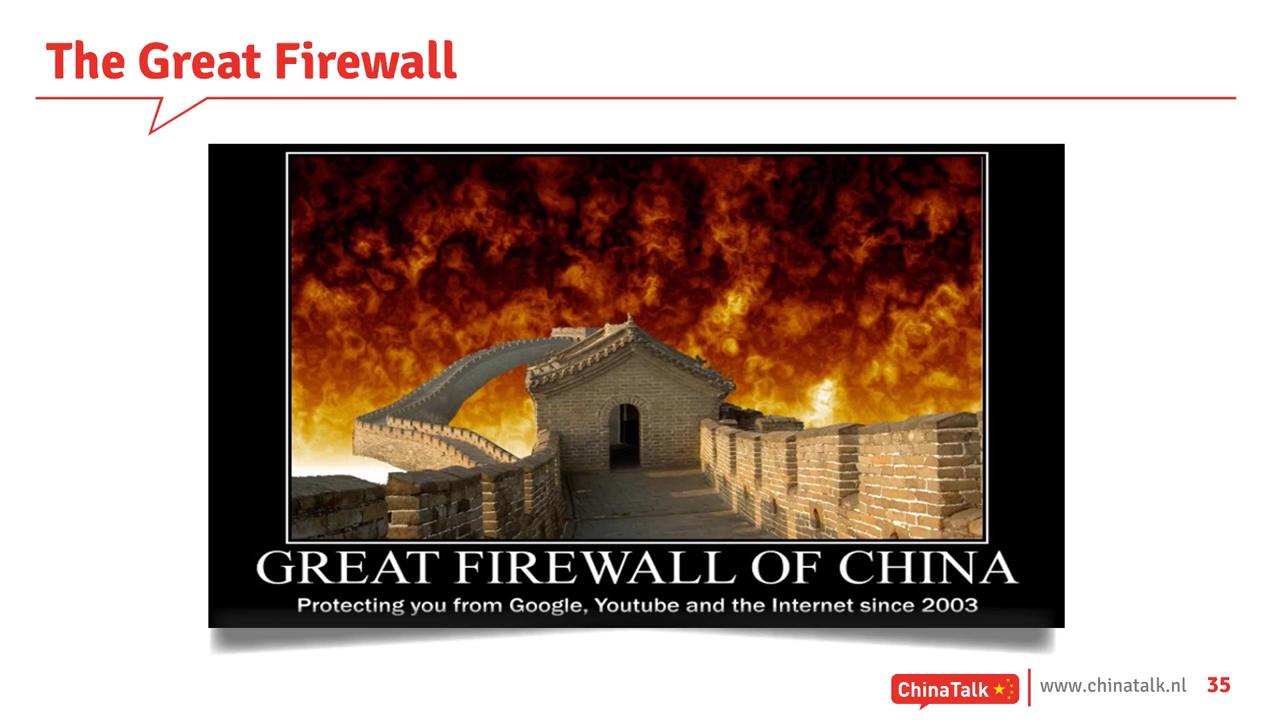 The Great Firewall
GREAT FIREWALL OF CHINA
Protecting you from Google, Youtube and the Internet since 2003
ChinaTalk
www.chinatalk.nl
35